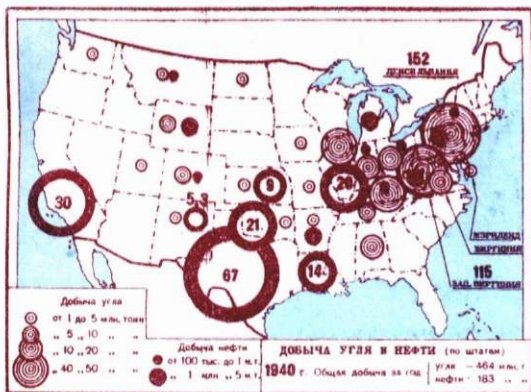 152
ПЕНСИЛЬВАНИЯ
30
5,3
9
20
21
67
14
МЭРИЛЕНД
ВИРГИНИЯ
115
ЗАП. ВИРГИНИЯ
Добыча угля
от 1 до 5 млн. тонн
5 „ 10 „ „
„ 10 „ 20 „ „
„ 40 „ 50 „ „
Добыча нефти
от 100 тыс. до 1 м.т.
„ 1 млн „ 5 м.т.
ДОБЫЧА УГЛЯ И НЕФТИ (по штатам)
1940 г. Общая добыча за год
угля — 464 млн. т.
нефти - 183 „ „